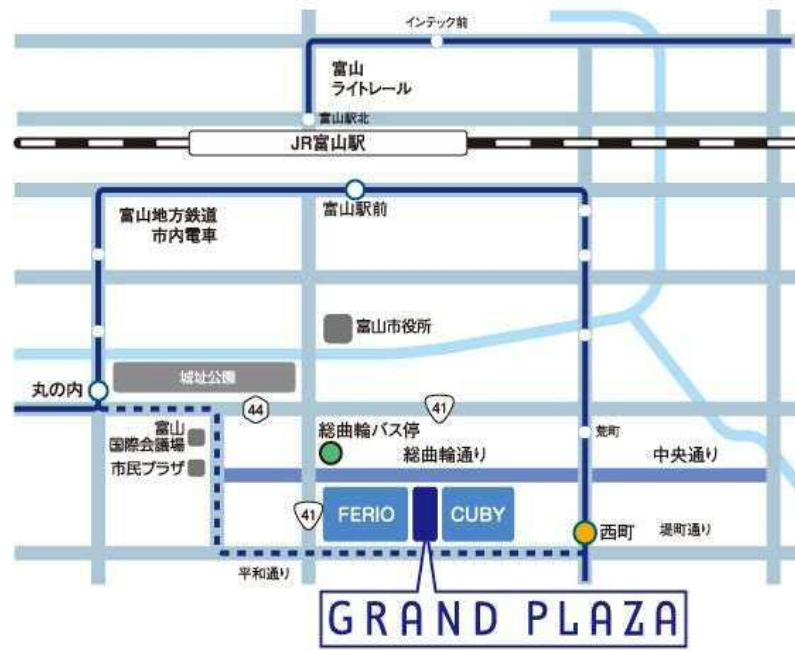 インテック前
富山
ライトレール
富山駅北
JR富山駅
富山地方鉄道
市内電車
富山駅前
富山市役所
城址公園
丸の内
44
41
富山
国際会議場
総曲輪バス停
荒町
総曲輪通り
中央通り
市民プラザ
41
FERIO
CUBY
西町
堤町通り
平和通り
GRAND PLAZA